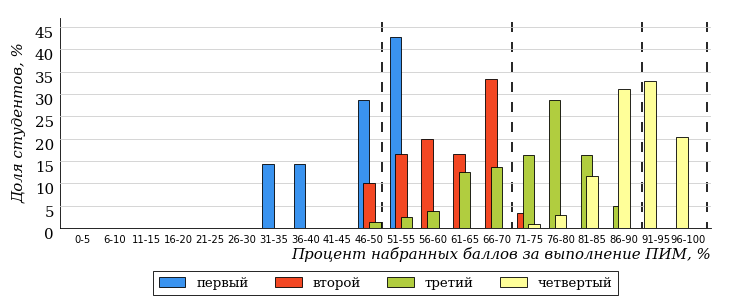 Доля студентов, %
45
40
35
30
25
20
15
10
5
0
0-5 6-10 11-15 16-20 21-25 26-30 31-35 36-40 41-45 46-50 51-55 56-60 61-65 66-70 71-75 76-80 81-85 86-90 91-95 96-100
Процент набранных баллов за выполнение ПИМ, %
первый второй третий четвертый